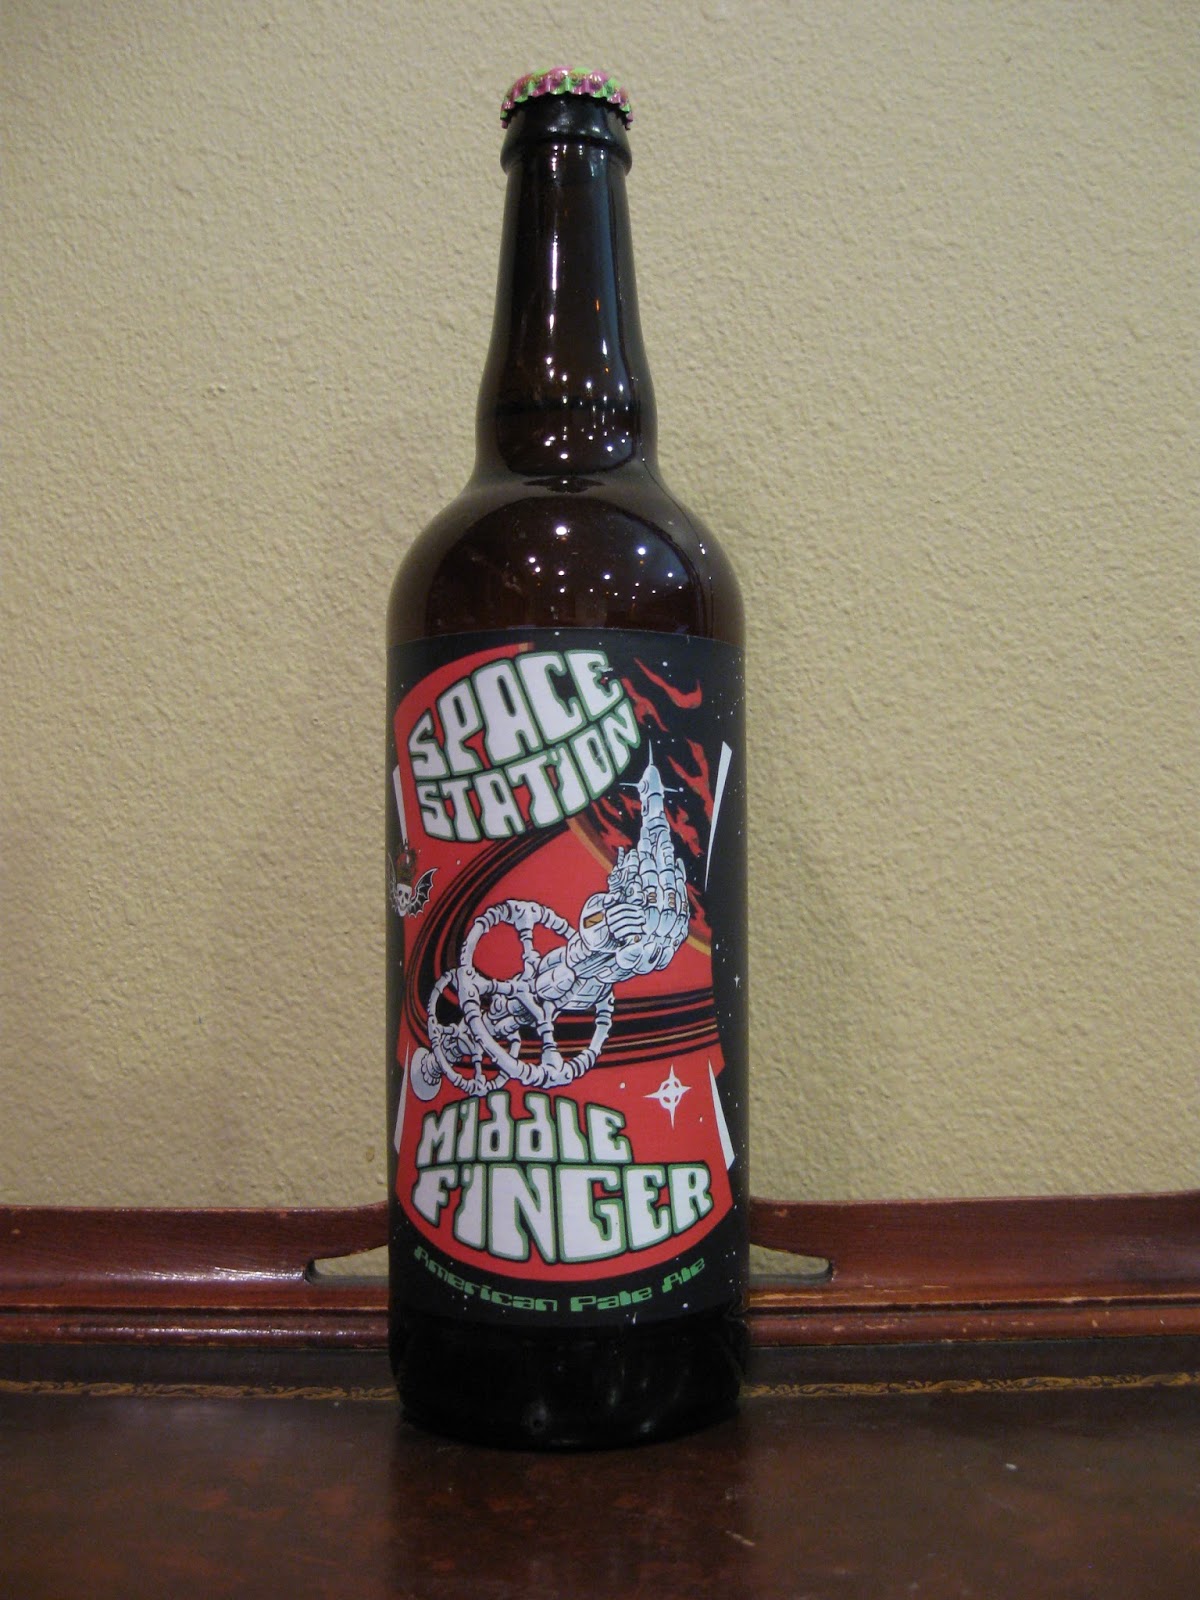 SPACE
STATION
MiddLE
FiNGER
American Pale Ale